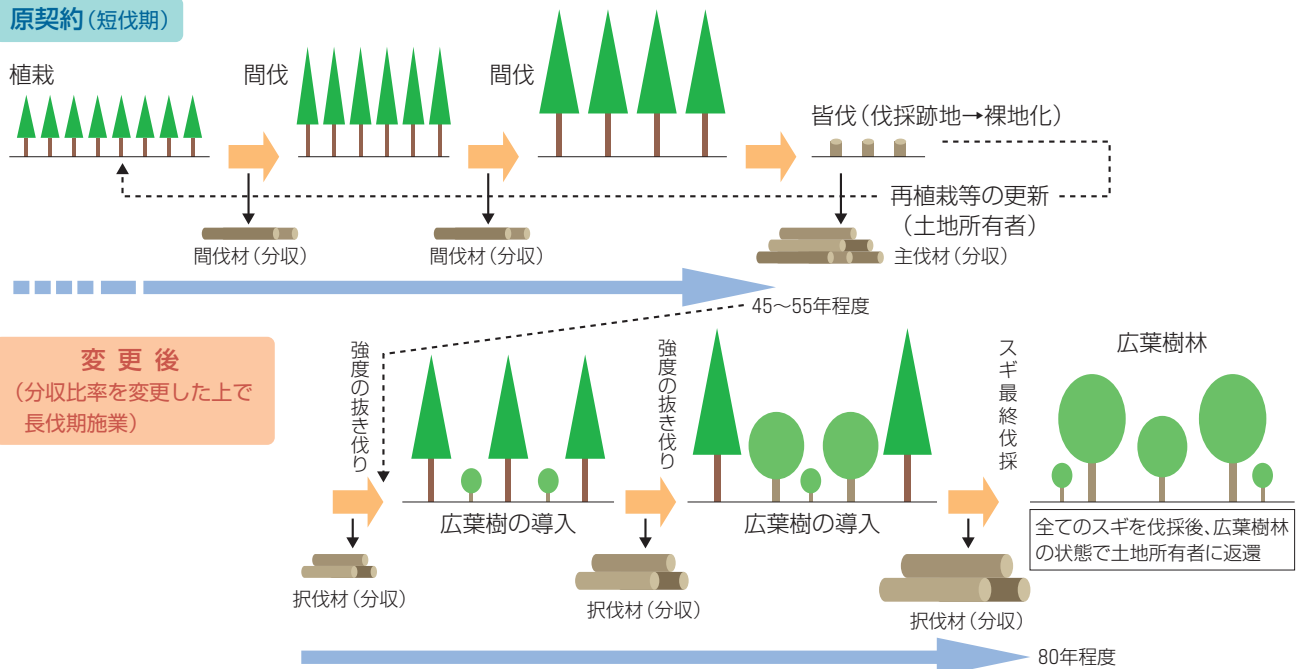 原契約(短伐期)
植栽
間伐
間伐
皆伐(伐採跡地→裸地化)
再植栽等の更新
(土地所有者)
間伐材(分収)
間伐材(分収)
主伐材(分収)
45〜55年程度
変更後
(分収比率を変更した上で
長伐期施業)
強度の抜き伐り
強度の抜き伐り
スギ最終伐採
広葉樹林
広葉樹の導入
広葉樹の導入
全てのスギを伐採後、広葉樹林
の状態で土地所有者に返還
択伐材(分収)
択伐材(分収)
択伐材(分収)
80年程度